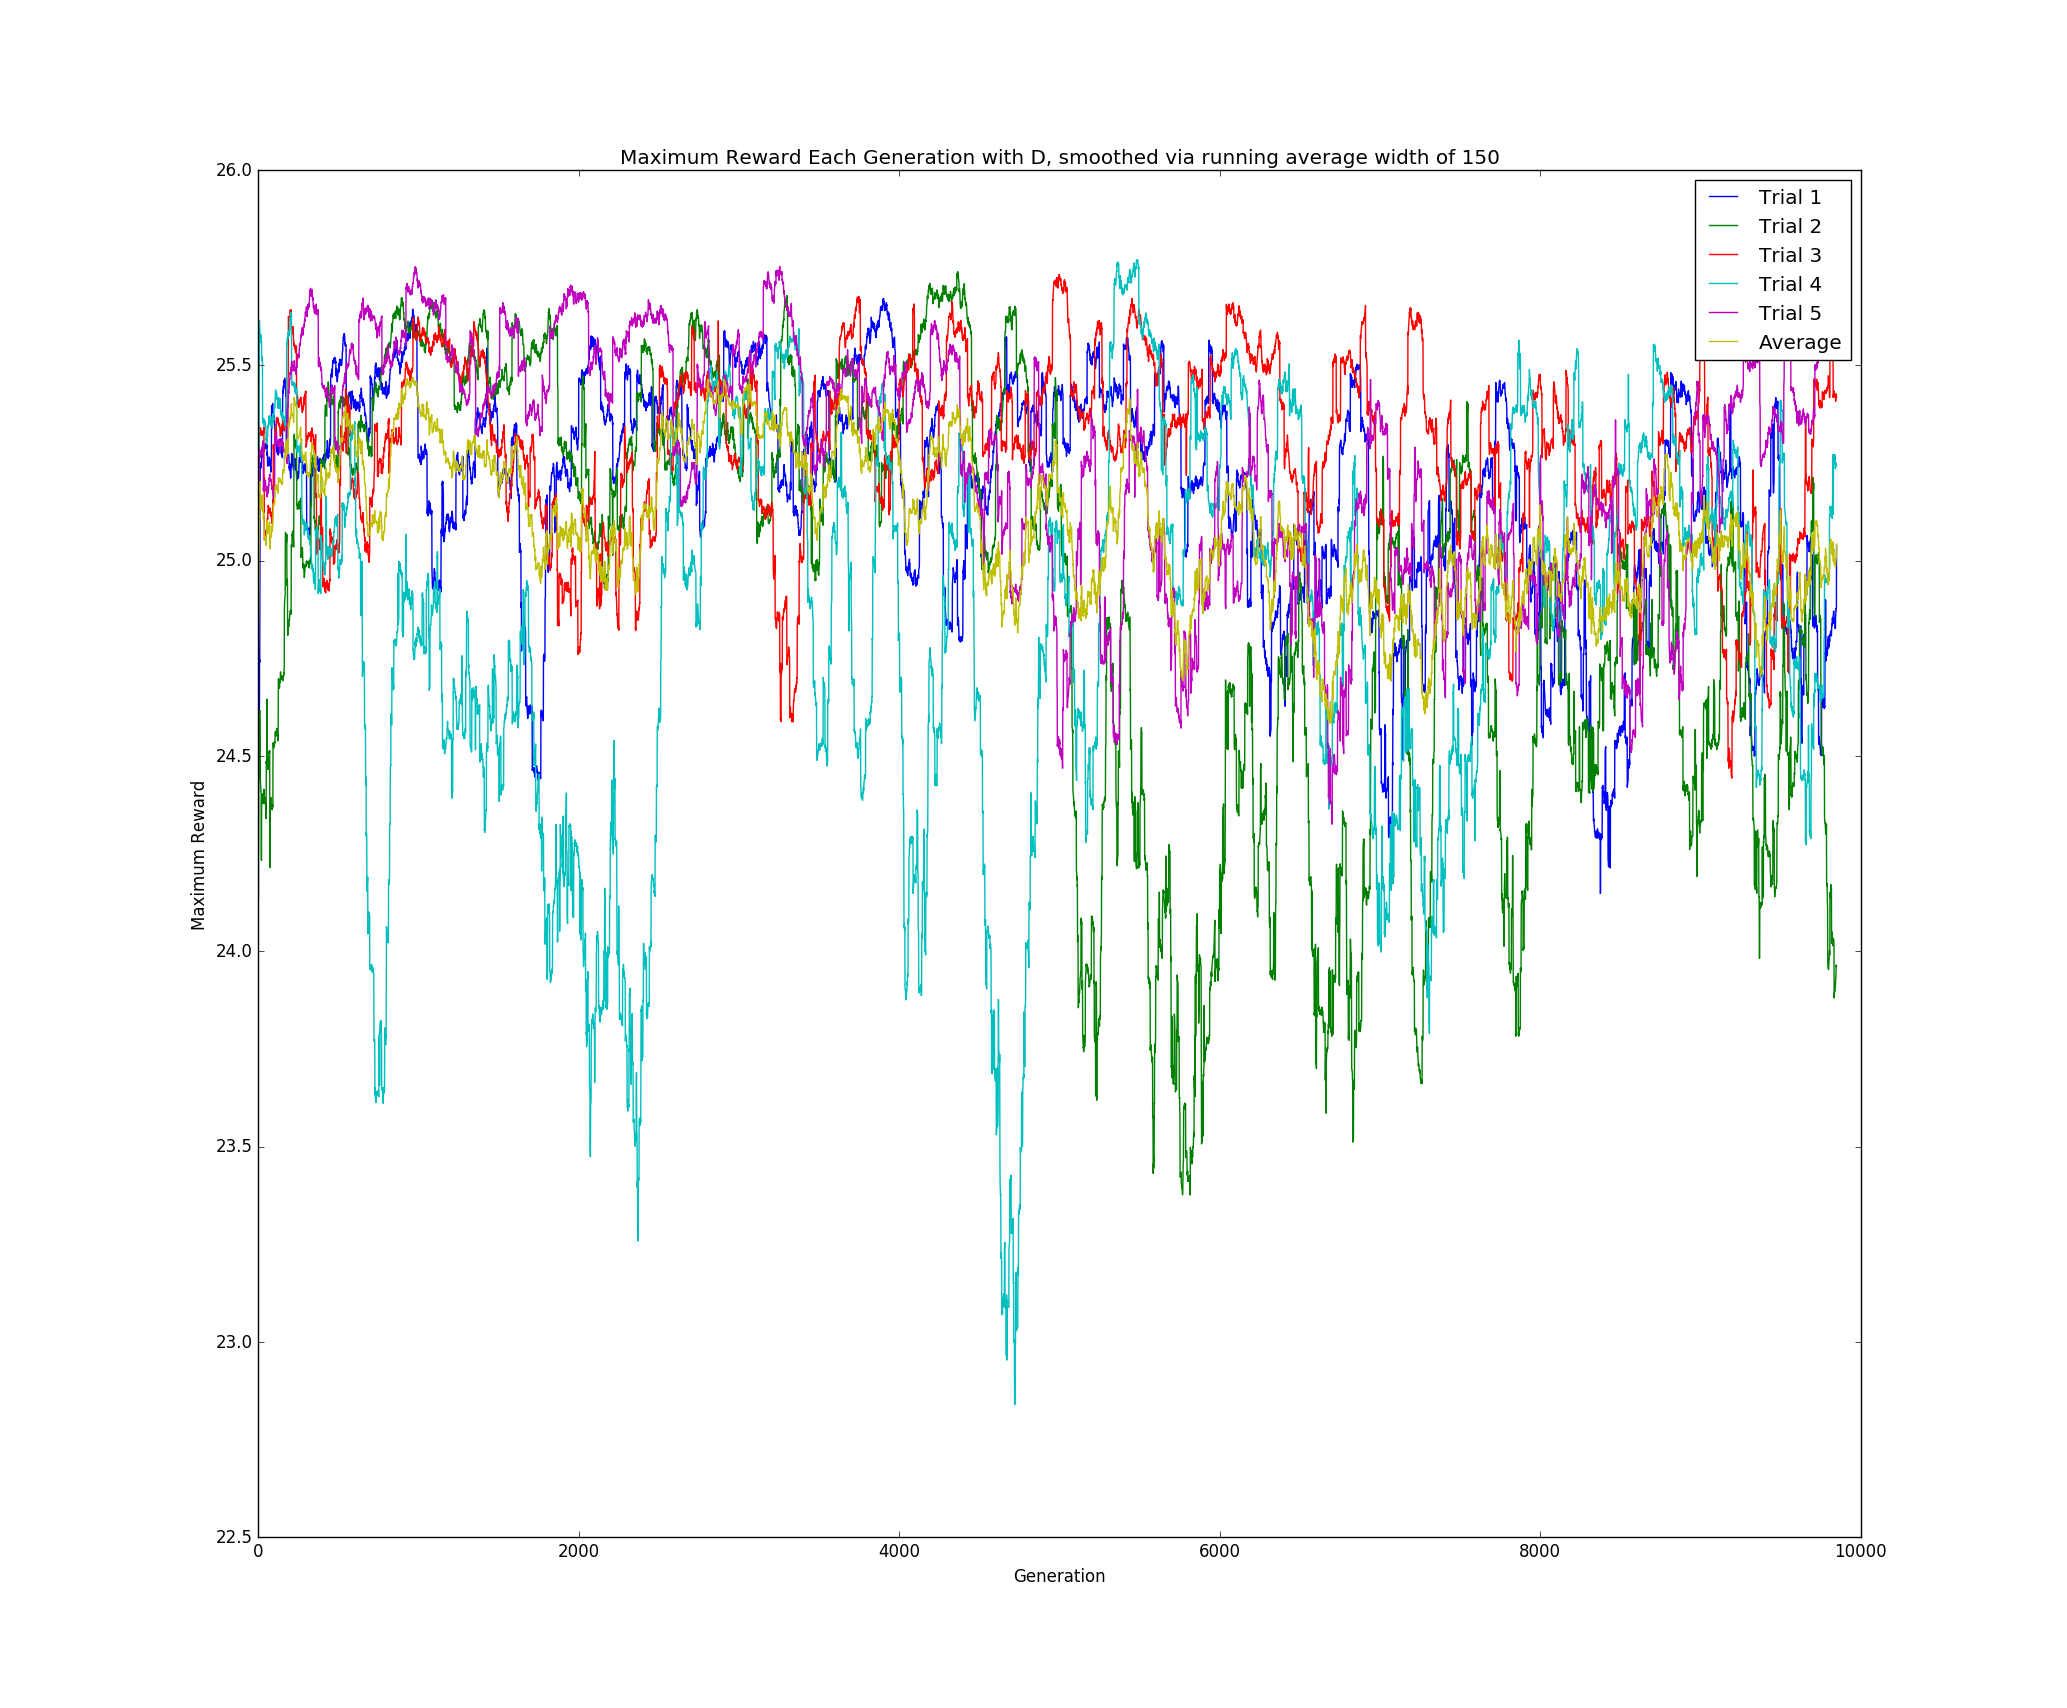 Maximum Reward Each Generation with D, smoothed via running average width of 150
26.0
25.5
25.0
24.5
24.0
23.5
23.0
22.5
Maximum Reward
0 2000 4000 6000 8000 10000
Generation
Trial 1
Trial 2
Trial 3
Trial 4
Trial 5
Average